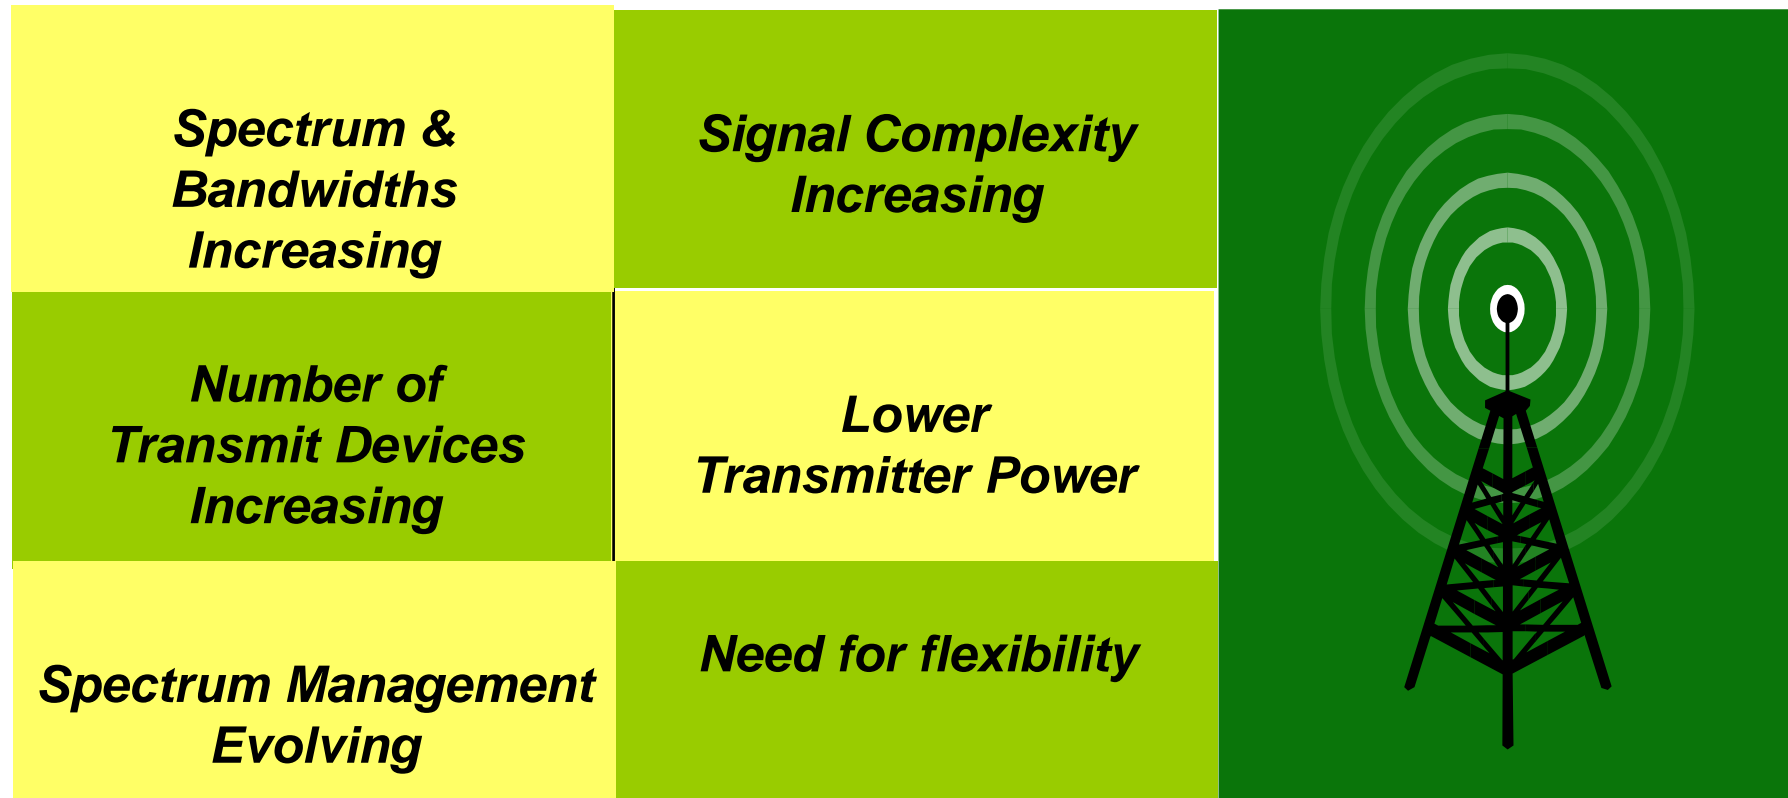 Spectrum &
Bandwidths
Increasing
Signal Complexity
Increasing
Number of
Transmit Devices
Increasing
Lower
Transmitter Power
Spectrum Management
Evolving
Need for flexibility